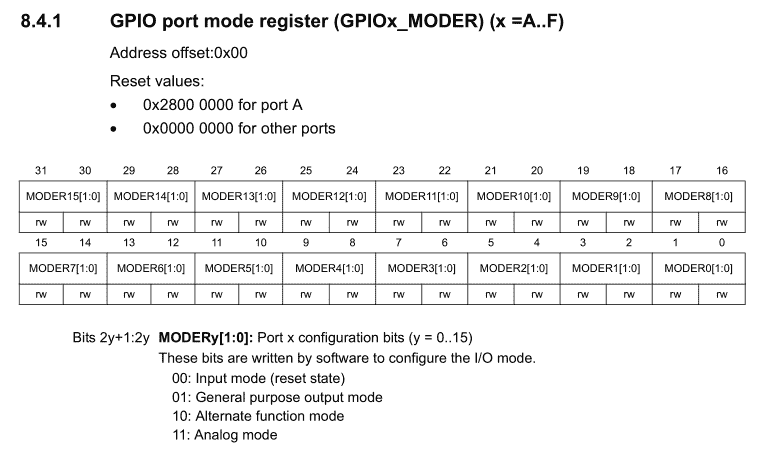 8.4.1 GPIO port mode register (GPIOx_MODER) (x =A..F)
Address offset:0x00
Reset values:
• 0x2800 0000 for port A
• 0x0000 0000 for other ports
31 30 29 28 27 26 25 24 23 22 21 20 19 18 17 16
MODER15[1:0] MODER14[1:0] MODER13[1:0] MODER12[1:0] MODER11[1:0] MODER10[1:0] MODER9[1:0] MODER8[1:0]
rw rw rw rw rw rw rw rw rw rw rw rw rw rw rw rw
15 14 13 12 11 10 9 8 7 6 5 4 3 2 1 0
MODER7[1:0] MODER6[1:0] MODER5[1:0] MODER4[1:0] MODER3[1:0] MODER2[1:0] MODER1[1:0] MODER0[1:0]
rw rw rw rw rw rw rw rw rw rw rw rw rw rw rw rw
Bits 2y+1:2y MODERy[1:0]: Port x configuration bits (y = 0..15)
These bits are written by software to configure the I/O mode.
00: Input mode (reset state)
01: General purpose output mode
10: Alternate function mode
11: Analog mode